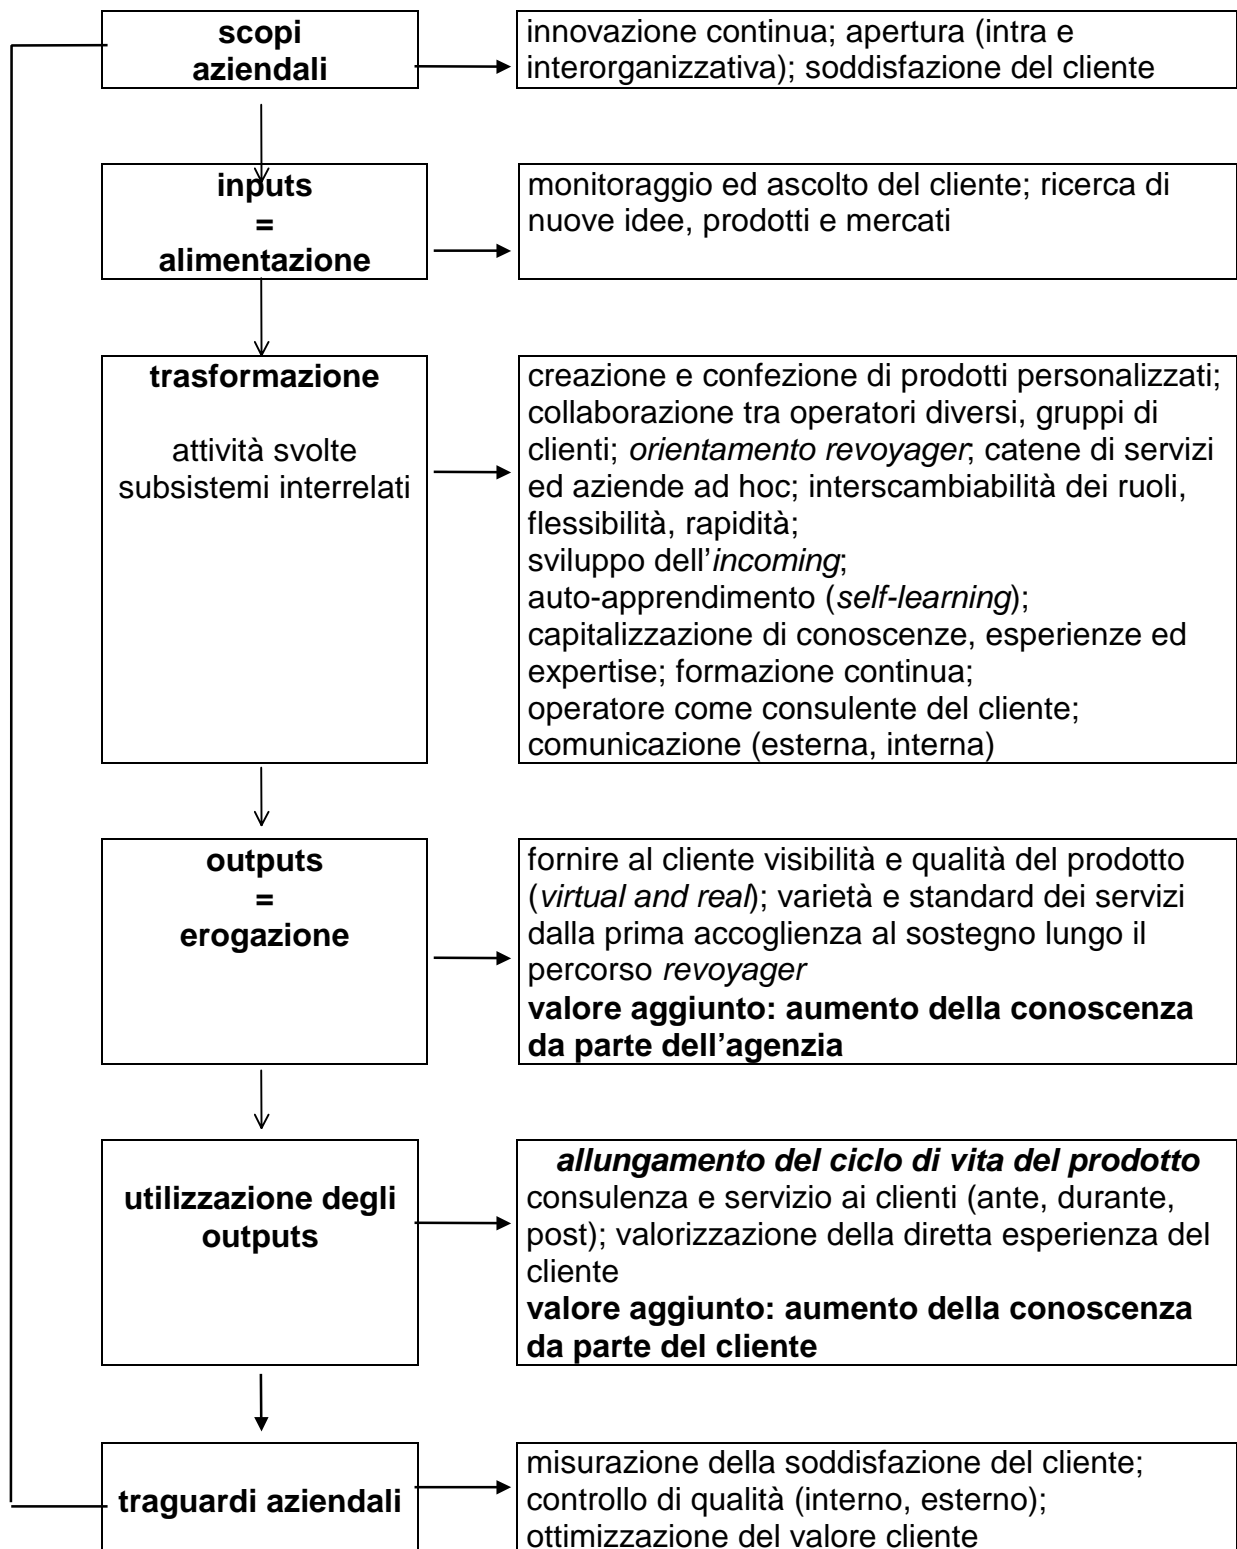 scopi
aziendali
innovazione continua; apertura (intra e
interorganizzativa); soddisfazione del cliente
inputs
=
alimentazione
monitoraggio ed ascolto del cliente; ricerca di
nuove idee, prodotti e mercati
trasformazione
attività svolte
subsistemi interrelati
creazione e confezione di prodotti personalizzati;
collaborazione tra operatori diversi, gruppi di
clienti; orientamento revoyager; catene di servizi
ed aziende ad hoc; interscambiabilità dei ruoli,
flessibilità, rapidità;
sviluppo dell’incoming;
auto-apprendimento (self-learning);
capitalizzazione di conoscenze, esperienze ed
expertise; formazione continua;
operatore come consulente del cliente;
comunicazione (esterna, interna)
outputs
=
erogazione
fornire al cliente visibilità e qualità del prodotto
(virtual and real); varietà e standard dei servizi
dalla prima accoglienza al sostegno lungo il
percorso revoyager
valore aggiunto: aumento della conoscenza
da parte dell’agenzia
utilizzazione degli
outputs
allungamento del ciclo di vita del prodotto
consulenza e servizio ai clienti (ante, durante,
post); valorizzazione della diretta esperienza del
cliente
valore aggiunto: aumento della conoscenza
da parte del cliente
traguardi aziendali
misurazione della soddisfazione del cliente;
controllo di qualità (interno, esterno);
ottimizzazione del valore cliente